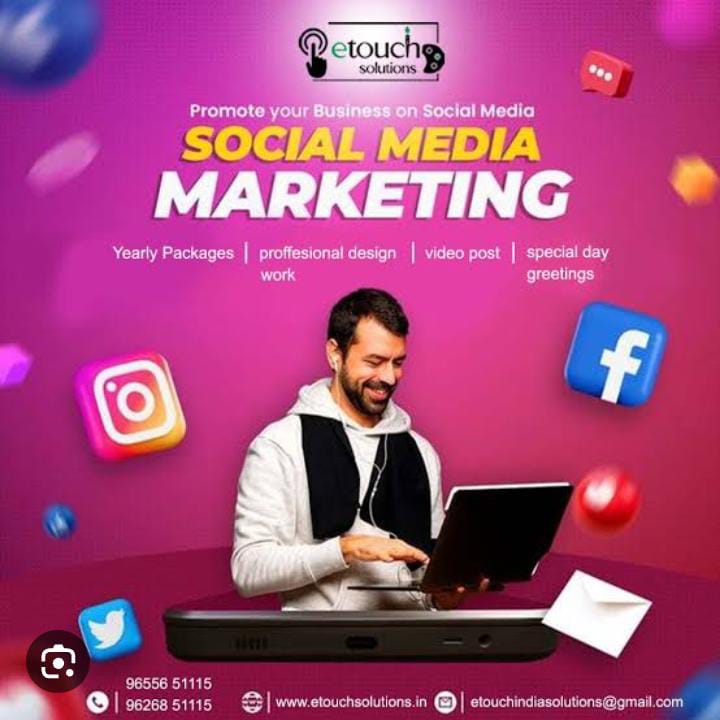 etouch
solutions
Promote your Business on Social Media
SOCIAL MEDIA
MARKETING
Yearly Packages | proffesional design work | video post | special day greetings
96556 51115
96268 51115
www.etouchsolutions.in
etouchindiasolutions@gmail.com